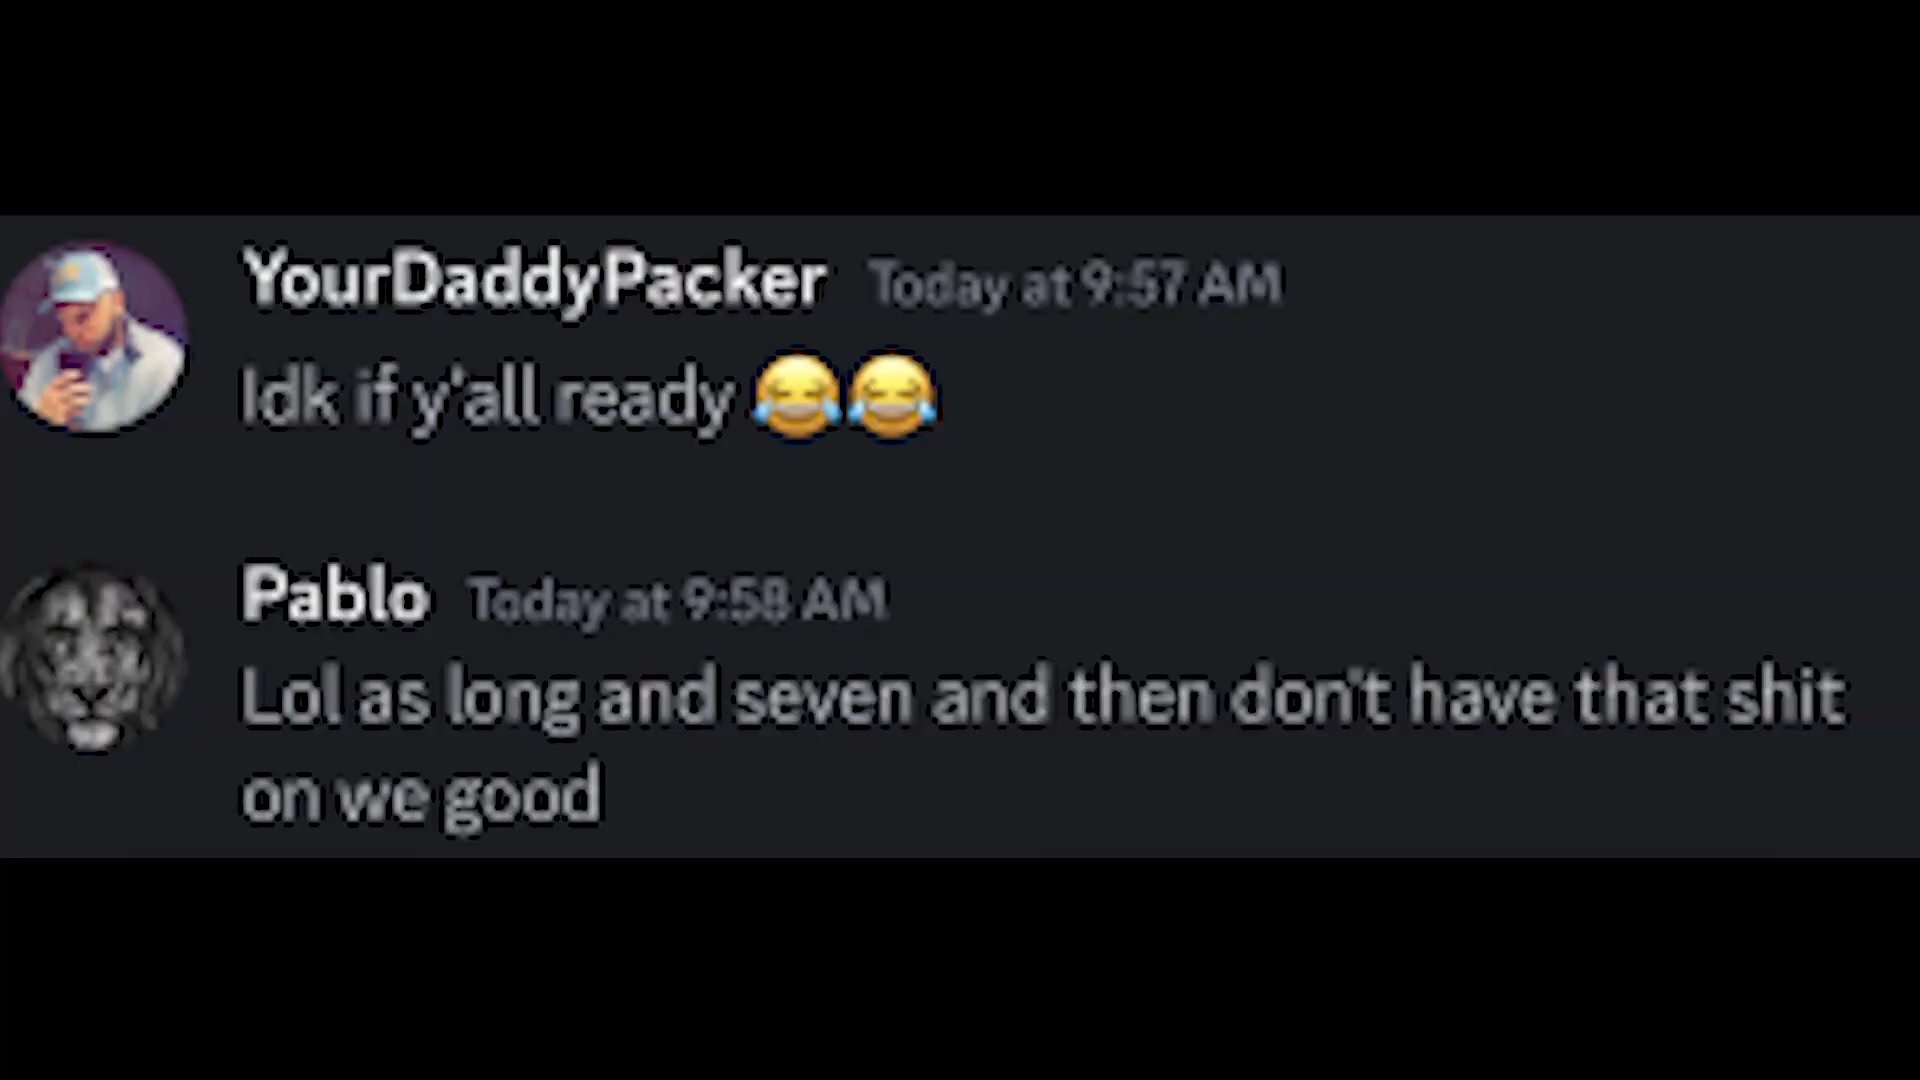 YourDaddyPacker Today at 9:57 AM
Idk if y'all ready 😂😂
Pablo Today at 9:58 AM
Lol as long and seven and then don't have that shit
on we good